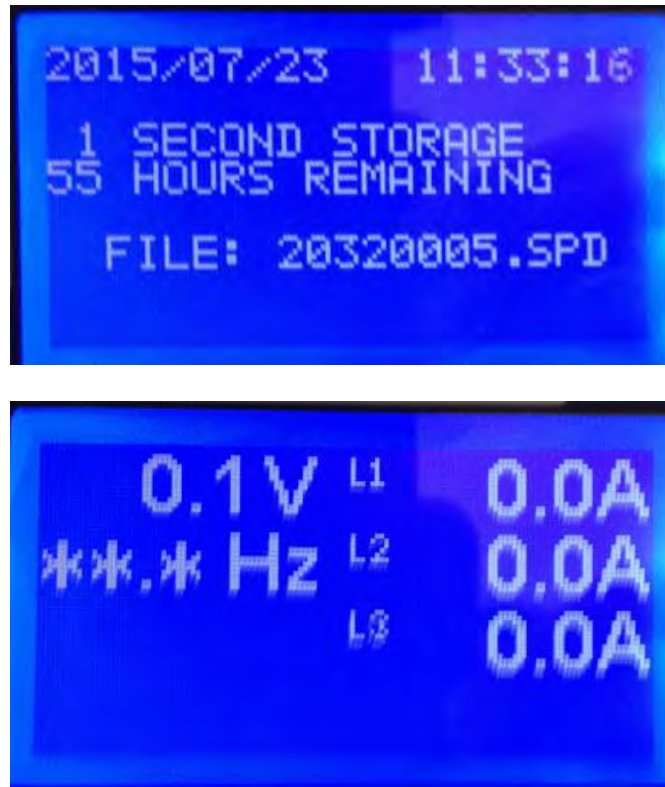 2015/07/23 11:33:16
1 SECOND STORAGE
55 HOURS REMAINING
FILE: 20320005.SPD
0.1V L1 0.0A
**.* Hz L2 0.0A
L3 0.0A